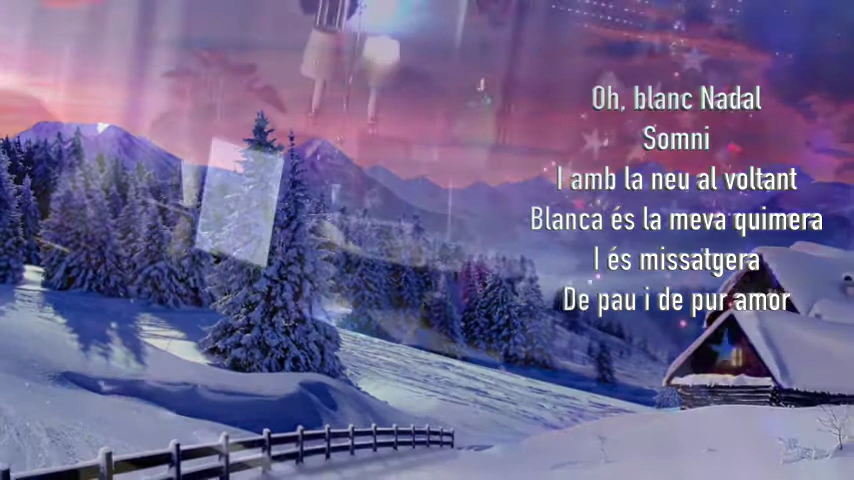 Oh, blanc Nadal
Somni
I amb la neu al voltant
Blanca és la meva quimera
I és missatgera
De pau i de pur amor